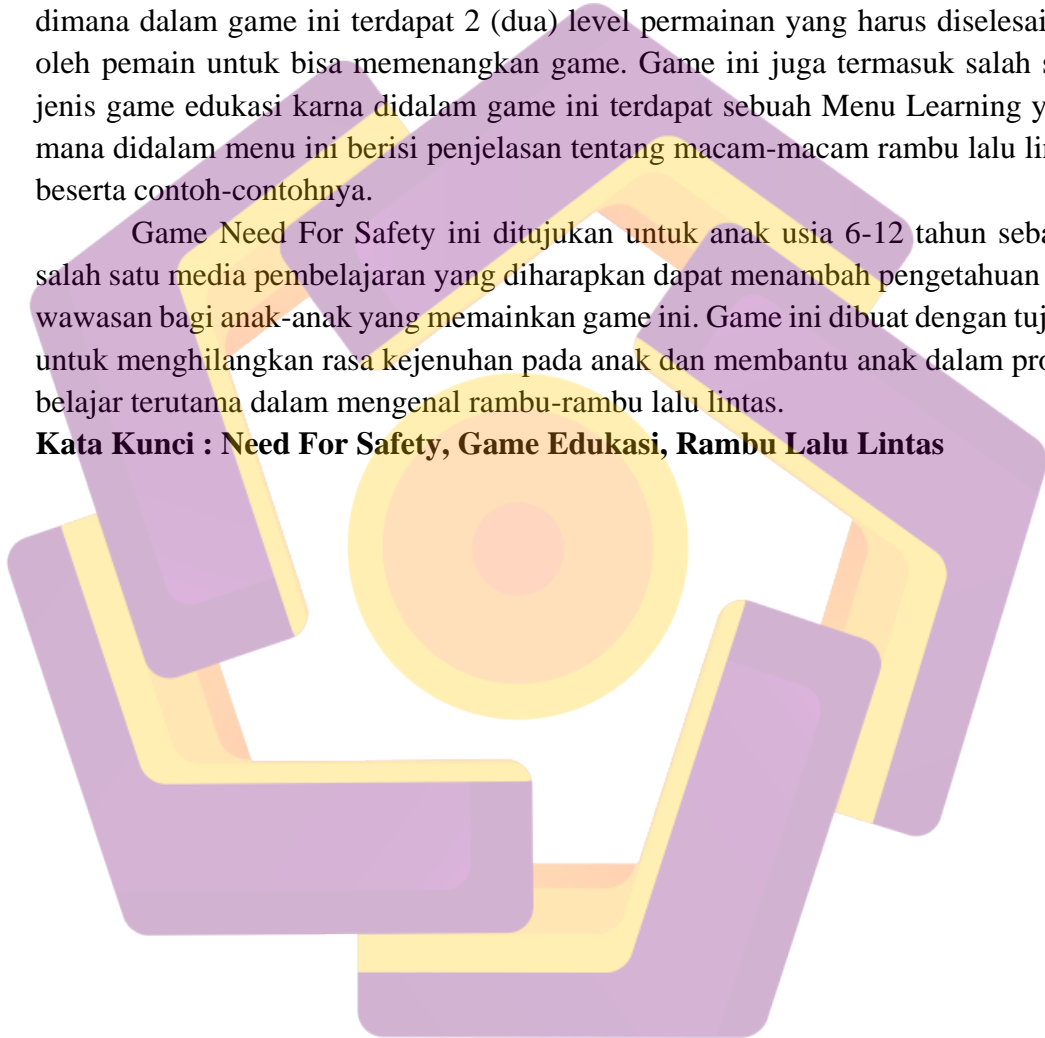 dimana dalam game ini terdapat 2 (dua) level permainan yang harus diselesai
oleh pemain untuk bisa memenangkan game. Game ini juga termasuk salah s
jenis game edukasi karna didalam game ini terdapat sebuah Menu Learning y
mana didalam menu ini berisi penjelasan tentang macam-macam rambu lalu lin
beserta contoh-contohnya.
Game Need For Safety ini ditujukan untuk anak usia 6-12 tahun seba
salah satu media pembelajaran yang diharapkan dapat menambah pengetahuan
wawasan bagi anak-anak yang memainkan game ini. Game ini dibuat dengan tuj
untuk menghilangkan rasa kejenuhan pada anak dan membantu anak dalam pro
belajar terutama dalam mengenal rambu-rambu lalu lintas.
Kata Kunci : Need For Safety, Game Edukasi, Rambu Lalu Lintas